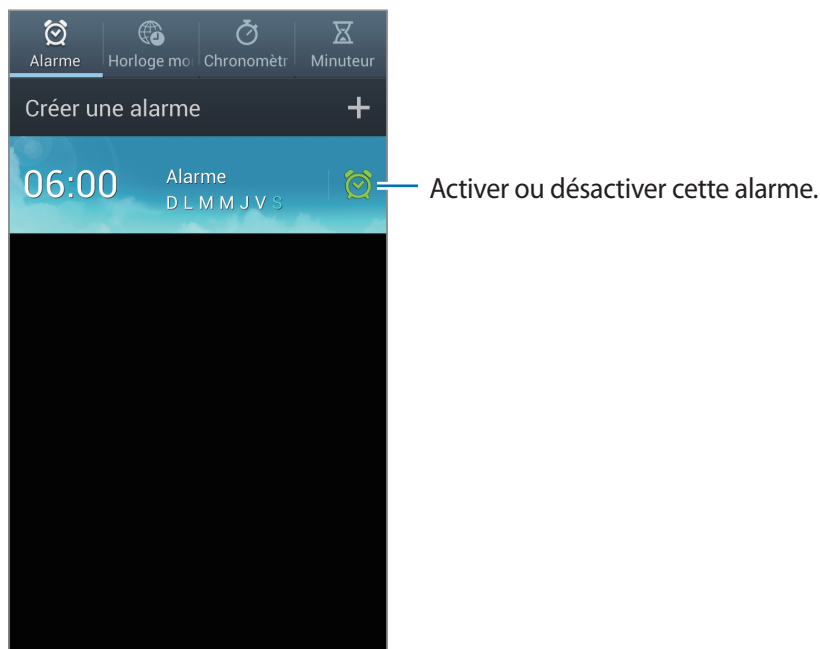 Alarme Horloge mo Chronomètr Minuteur
Créer une alarme +
06:00 Alarme
D L M M J V S
Activer ou désactiver cette alarme.